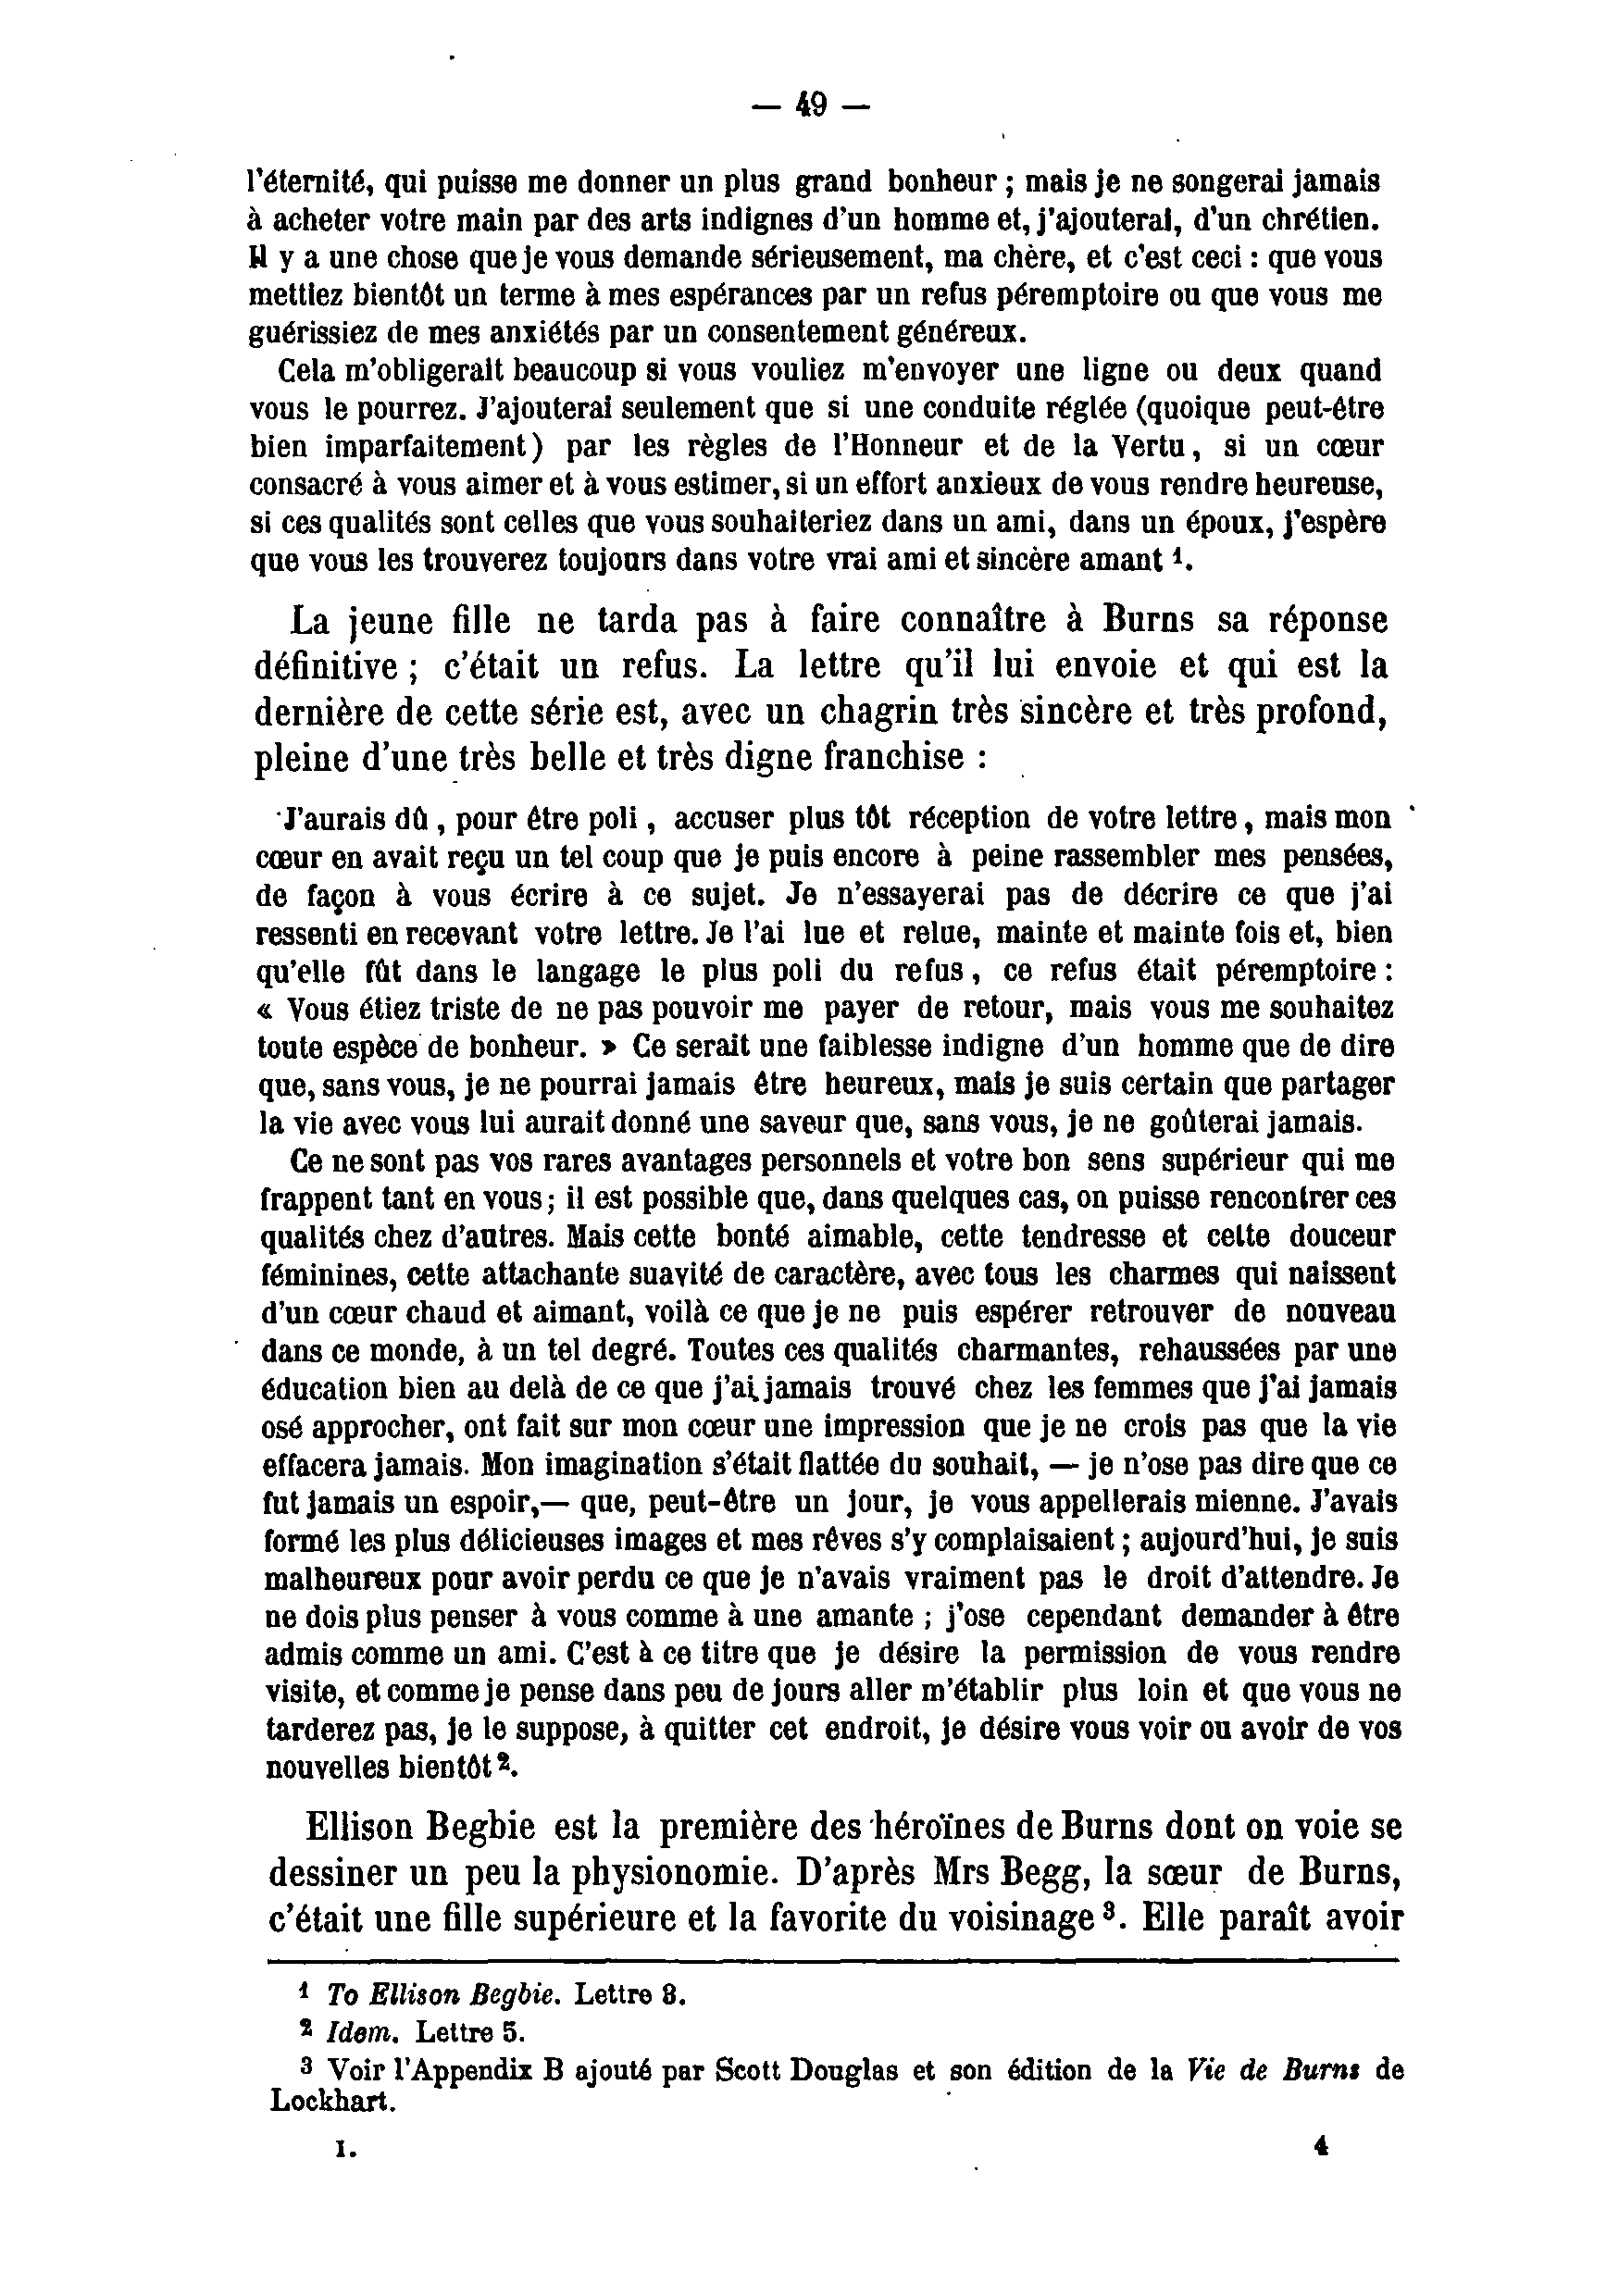 — 49 —
l'éternité, qui puisse me donner un plus grand bonheur ; mais je ne songerai jamais
à acheter votre main par des arts indignes d'un homme et, j'ajouterai, d'un chrétien.
Il y a une chose que je vous demande sérieusement, ma chère, et c'est ceci : que vous
mettiez bientôt un terme à mes espérances par un refus péremptoire ou que vous me
guérissiez de mes anxiétés par un consentement généreux.
Cela m'obligerait beaucoup si vous vouliez m'envoyer une ligne ou deux quand
vous le pourrez. J'ajouterai seulement que si une conduite réglée (quoique peut-être
bien imparfaitement) par les règles de l'Honneur et de la Vertu, si un cœur
consacré à vous aimer et à vous estimer, si un effort anxieux de vous rendre heureuse,
si ces qualités sont celles que vous souhaiteriez dans un ami, dans un époux, j'espère
que vous les trouverez toujours dans votre vrai ami et sincère amant ¹.
La jeune fille ne tarda pas à faire connaître à Burns sa réponse
définitive ; c'était un refus. La lettre qu'il lui envoie et qui est la
dernière de cette série est, avec un chagrin très sincère et très profond,
pleine d'une très belle et très digne franchise :
J'aurais dû, pour être poli, accuser plus tôt réception de votre lettre, mais mon
cœur en avait reçu un tel coup que je puis encore à peine rassembler mes pensées,
de façon à vous écrire à ce sujet. Je n'essayerai pas de décrire ce que j'ai
ressenti en recevant votre lettre. Je l'ai lue et relue, mainte et mainte fois et, bien
qu'elle fût dans le langage le plus poli du refus, ce refus était péremptoire :
« Vous étiez triste de ne pas pouvoir me payer de retour, mais vous me souhaitez
toute espèce de bonheur. » Ce serait une faiblesse indigne d'un homme que de dire
que, sans vous, je ne pourrai jamais être heureux, mais je suis certain que partager
la vie avec vous lui aurait donné une saveur que, sans vous, je ne goûterai jamais.
Ce ne sont pas vos rares avantages personnels et votre bon sens supérieur qui me
frappent tant en vous ; il est possible que, dans quelques cas, on puisse rencontrer ces
qualités chez d'autres. Mais cette bonté aimable, cette tendresse et cette douceur
féminines, cette attachante suavité de caractère, avec tous les charmes qui naissent
d'un cœur chaud et aimant, voilà ce que je ne puis espérer retrouver de nouveau
dans ce monde, à un tel degré. Toutes ces qualités charmantes, rehaussées par une
éducation bien au delà de ce que j'ai jamais trouvé chez les femmes que j'ai jamais
osé approcher, ont fait sur mon cœur une impression que je ne crois pas que la vie
effacera jamais. Mon imagination s'était flattée du souhait, — je n'ose pas dire que ce
fut jamais un espoir, — que, peut-être un jour, je vous appellerais mienne. J'avais
formé les plus délicieuses images et mes rêves s'y complaisaient ; aujourd'hui, je suis
malheureux pour avoir perdu ce que je n'avais vraiment pas le droit d'attendre. Je
ne dois plus penser à vous comme à une amante ; j'ose cependant demander à être
admis comme un ami. C'est à ce titre que je désire la permission de vous rendre
visite, et comme je pense dans peu de jours aller m'établir plus loin et que vous ne
tarderez pas, je le suppose, à quitter cet endroit, je désire vous voir ou avoir de vos
nouvelles bientôt ².
Ellison Begbie est la première des héroïnes de Burns dont on voie se
dessiner un peu la physionomie. D'après Mrs Begg, la sœur de Burns,
c'était une fille supérieure et la favorite du voisinage ³. Elle paraît avoir
¹ To Ellison Begbie. Lettre 3.
² Idem. Lettre 5.
³ Voir l'Appendix B ajouté par Scott Douglas et son édition de la Vie de Burns de
Lockhart.
I. 4